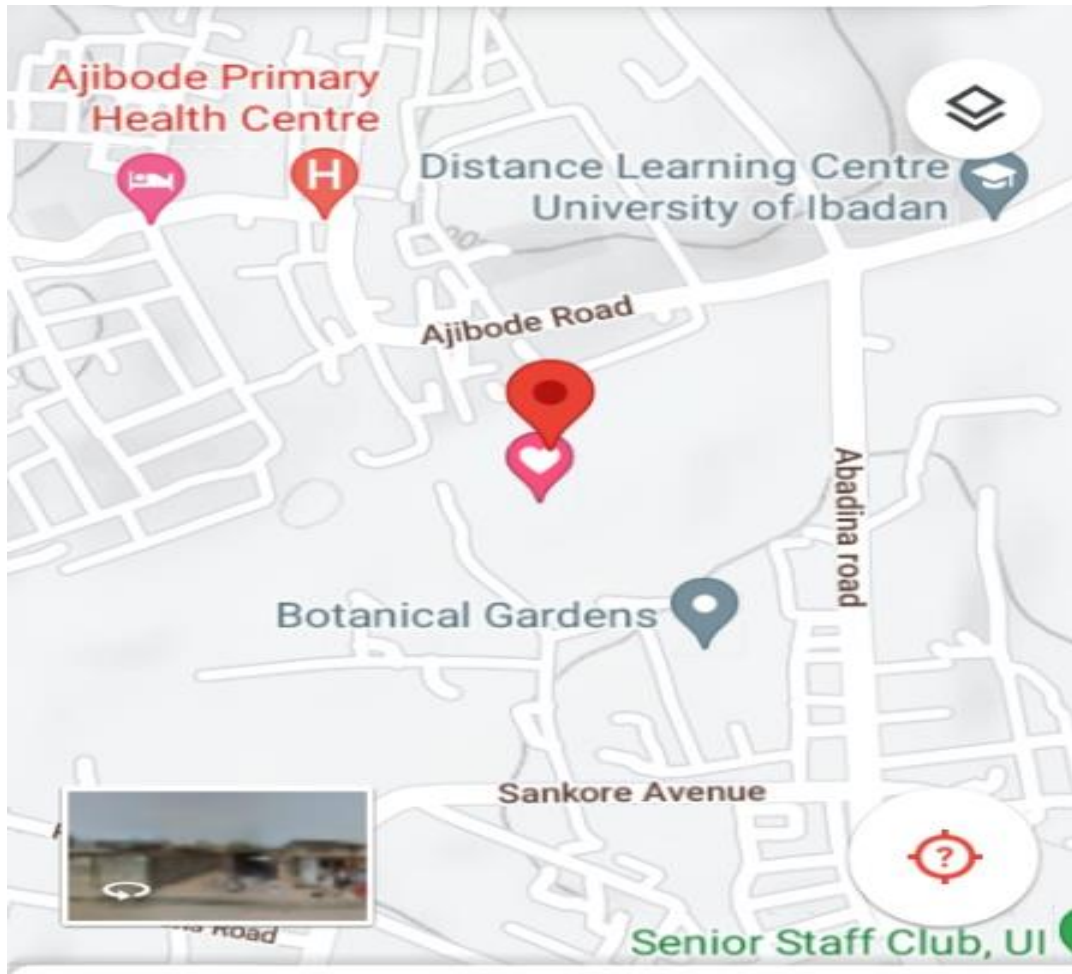 Ajibode Primary
Health Centre
H
Distance Learning Centre
University of Ibadan
Ajibode Road
Abadina road
Botanical Gardens
Sankore Avenue
?
Road
Senior Staff Club, UI